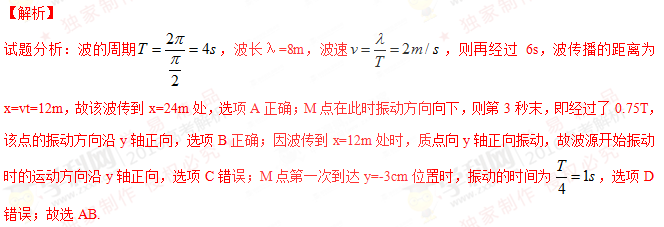 【解析】
试题分析：波的周期 $T=\dfrac{2\pi}{\dfrac{\pi}{2}}=4s$，波长 λ=8m，波速 $v=\dfrac{\lambda}{T}=2m/s$，则再经过 6s，波传播的距离为
x=vt=12m，故该波传到 x=24m 处，选项 A 正确；M 点在此时振动方向向下，则第 3 秒末，即经过了 0.75T，
该点的振动方向沿 y 轴正向，选项 B 正确；因波传到 x=12m 处时，质点向 y 轴正向振动，故波源开始振动
时的运动方向沿 y 轴正向，选项 C 错误；M 点第一次到达 y=-3cm 位置时，振动的时间为 $\dfrac{T}{4}=1s$，选项 D
错误；故选 AB.